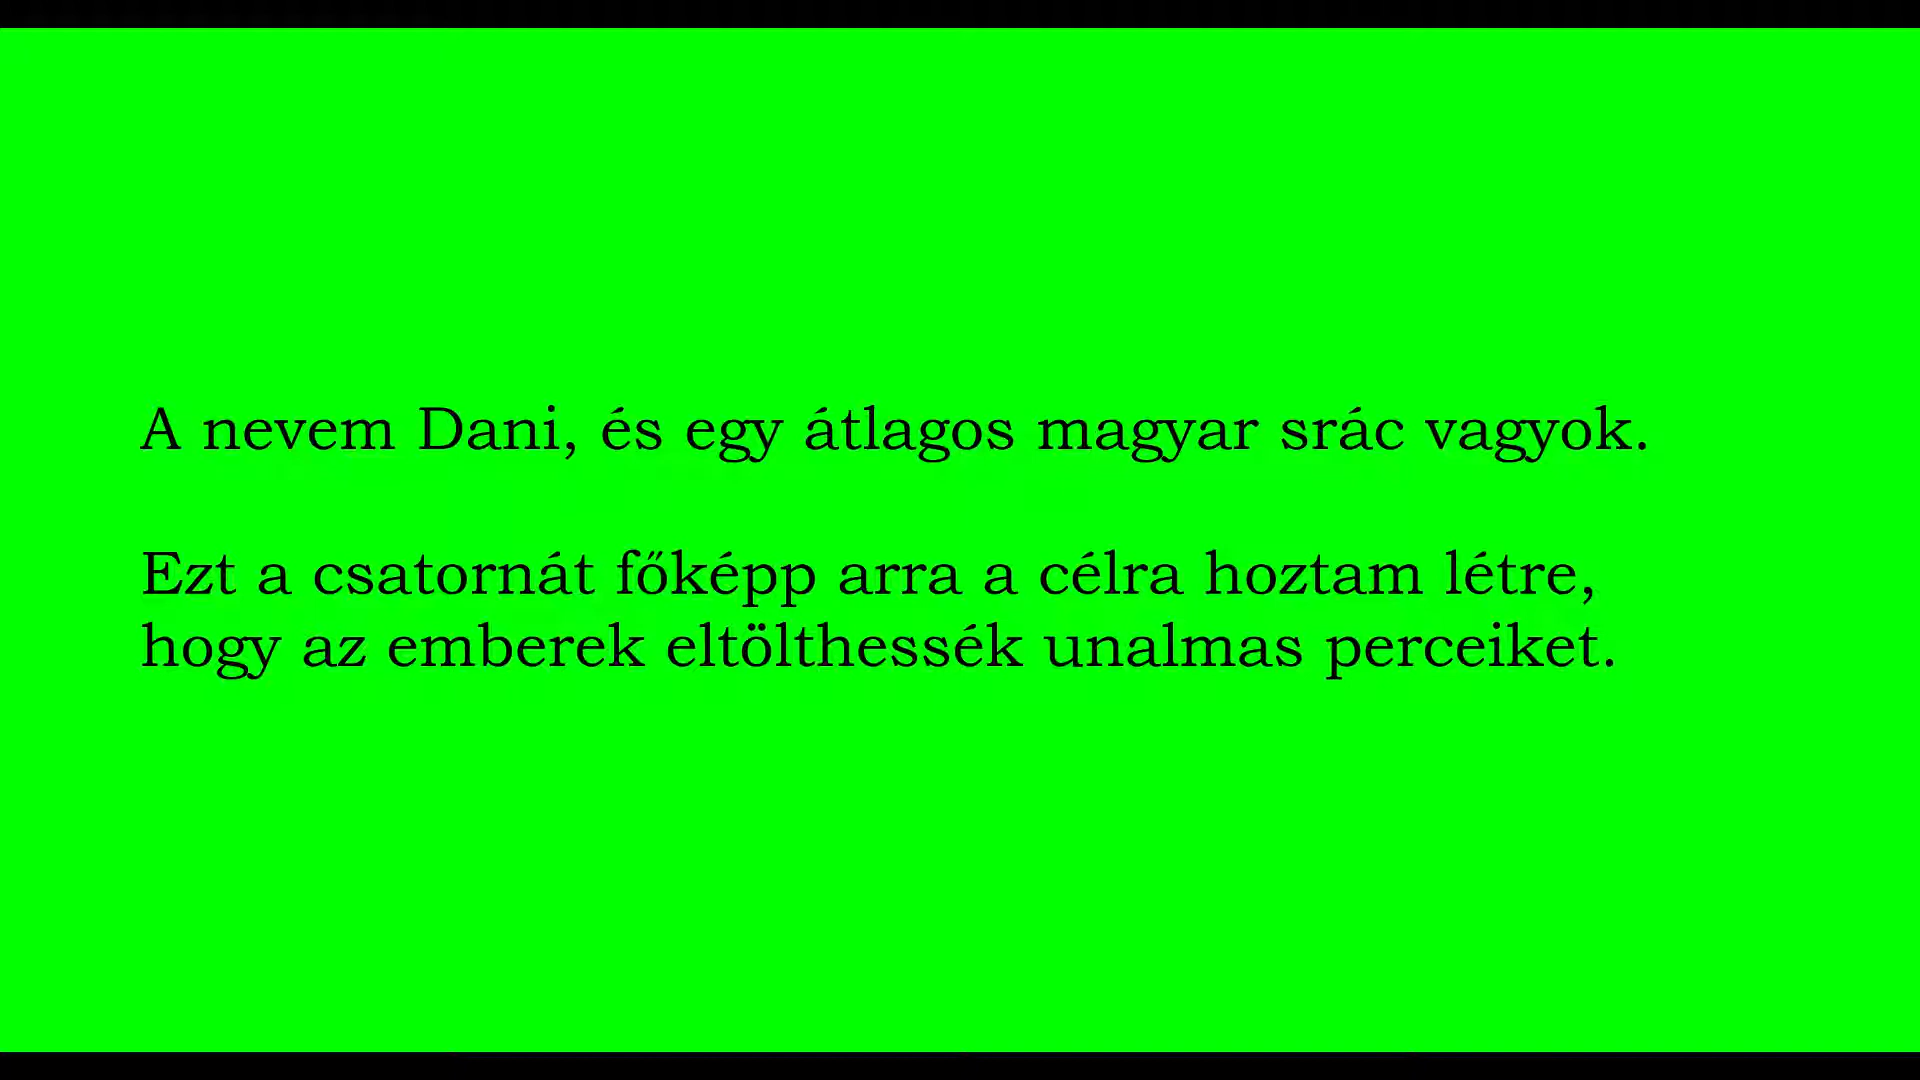 A nevem Dani, és egy átlagos magyar srác vagyok.
Ezt a csatornát főképp arra a célra hoztam létre,
hogy az emberek eltölthessék unalmas perceiket.